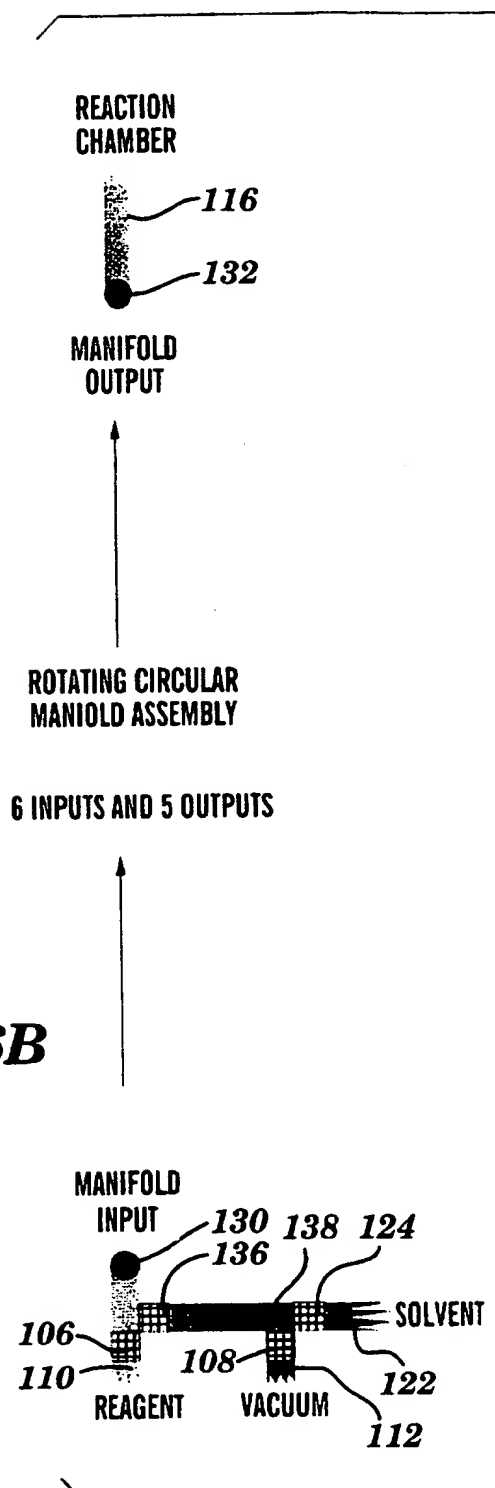 REACTION
CHAMBER
116
132
MANIFOLD
OUTPUT
ROTATING CIRCULAR
MANIOLD ASSEMBLY
6 INPUTS AND 5 OUTPUTS
6B
MANIFOLD
INPUT
130 138 124
136
SOLVENT
106
108
122
110
REAGENT VACUUM
112